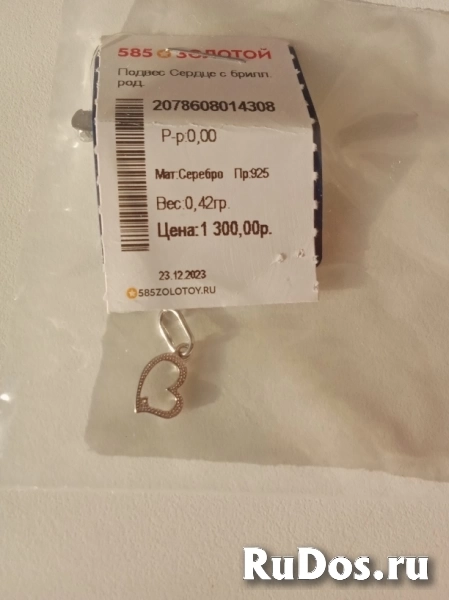 585 ЗОЛОТОЙ
Подвес Сердце с брилл.
род.
2078608014308
Р-р:0,00
Мат:Серебро Пр:925
Вес:0,42гр.
Цена:1 300,00р.
23.12.2023
585ZOLOTOY.RU
RuDos.ru